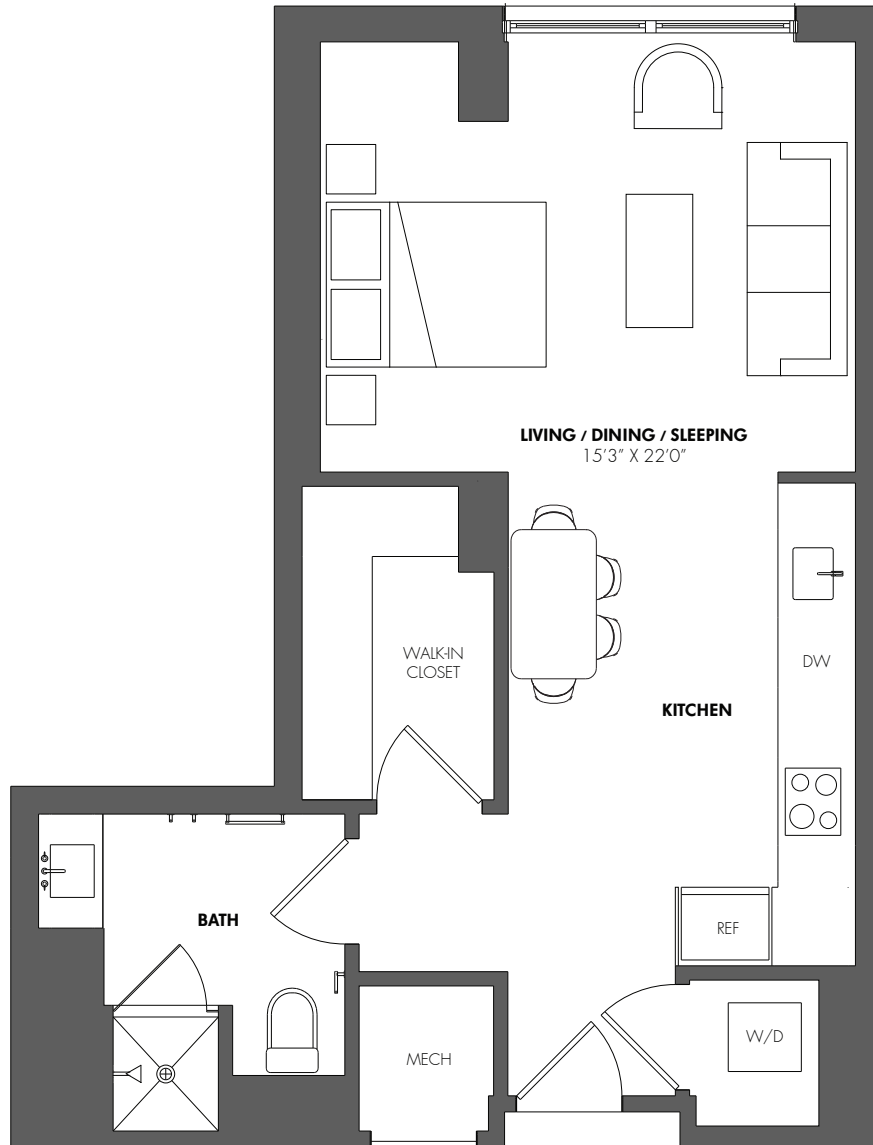 LIVING / DINING / SLEEPING
15’3” X 22’0”
WALK-IN
CLOSET
DW
KITCHEN
BATH
REF
MECH
W/D